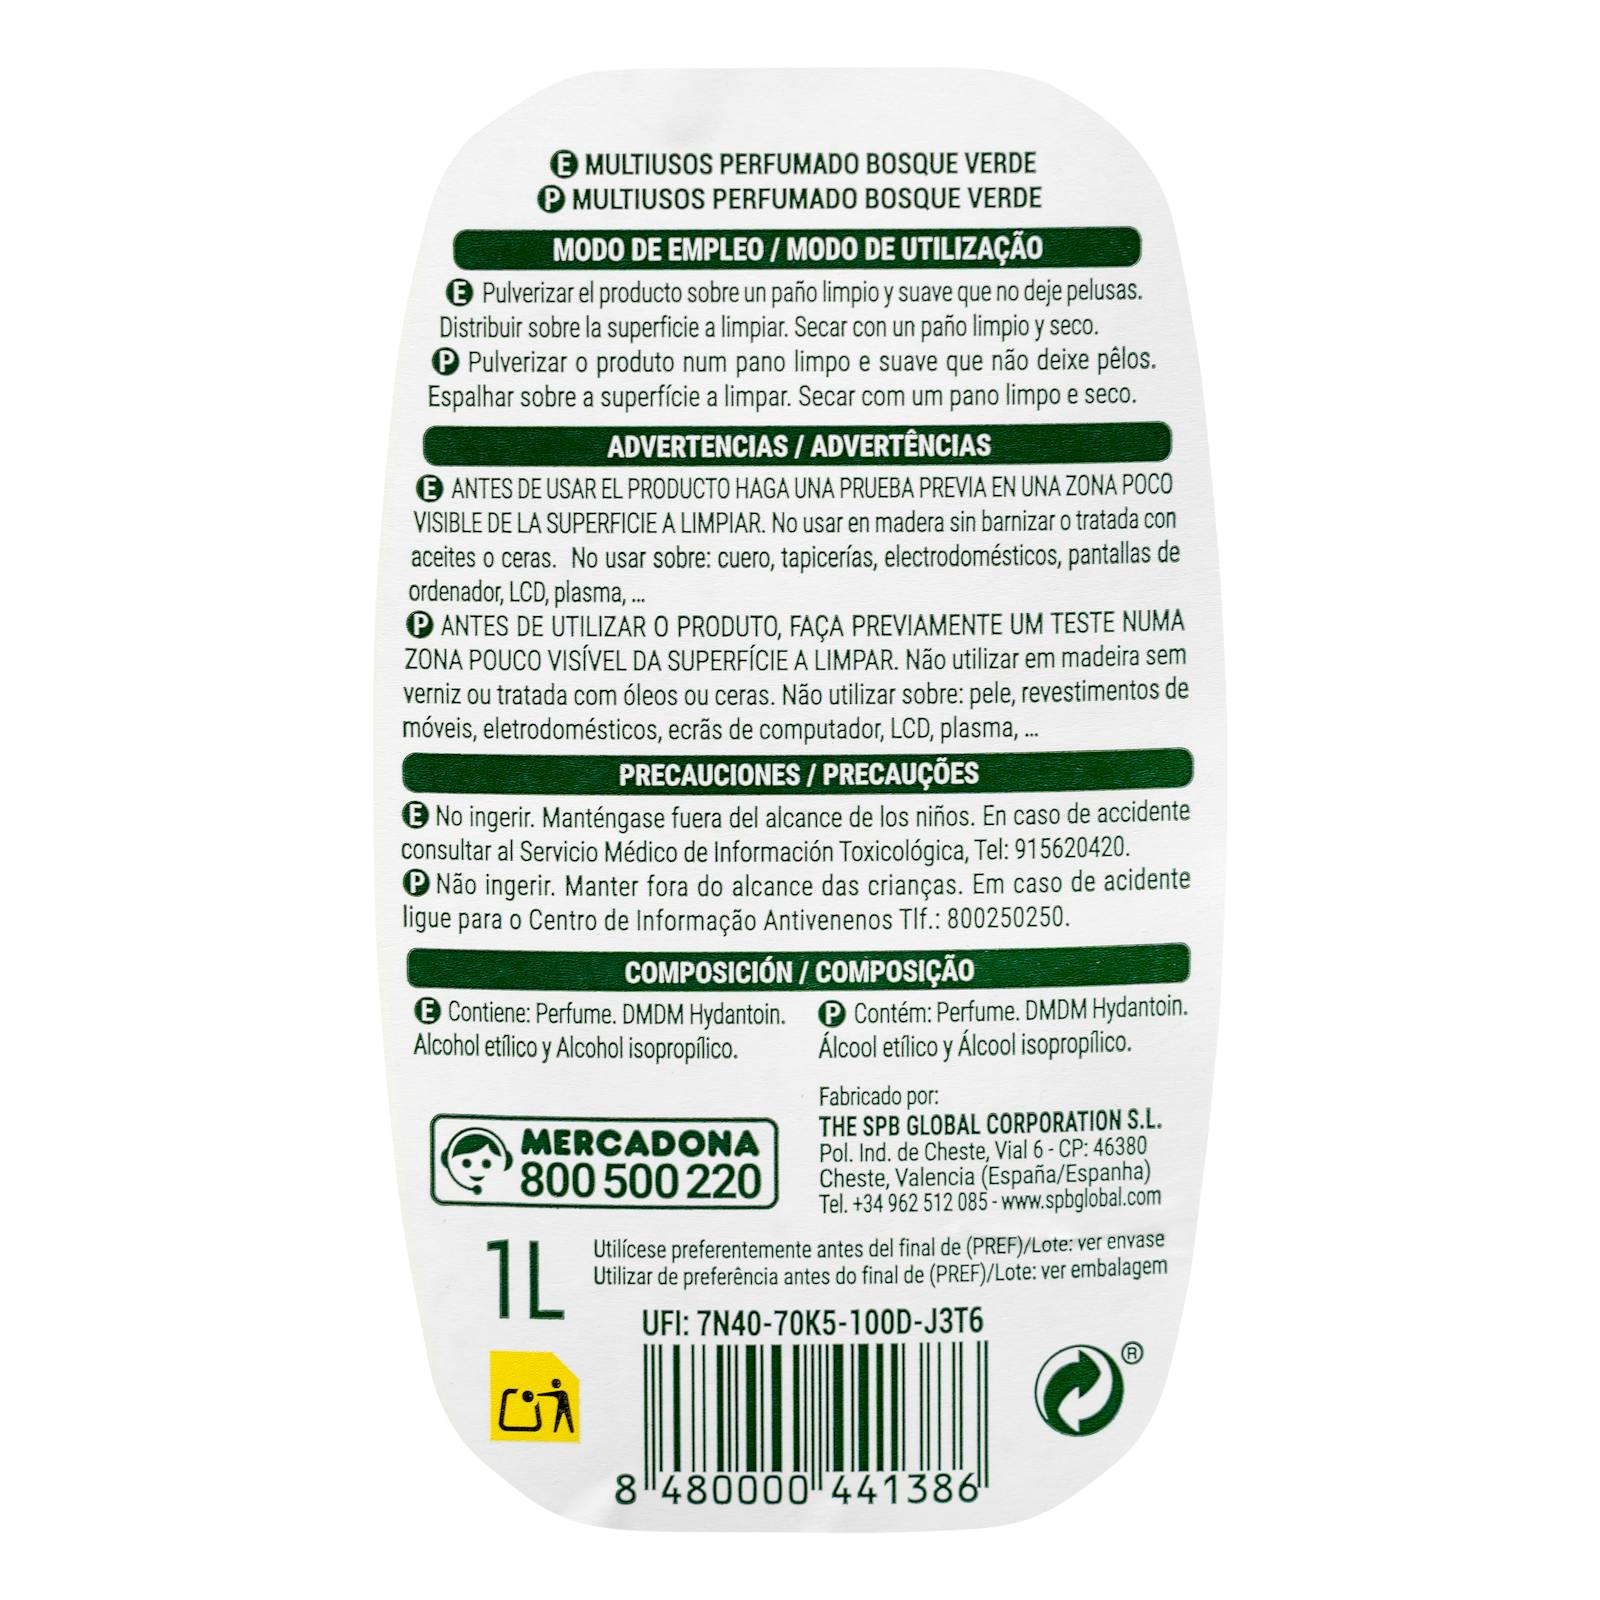 E MULTIUSOS PERFUMADO BOSQUE VERDE
P MULTIUSOS PERFUMADO BOSQUE VERDE
MODO DE EMPLEO / MODO DE UTILIZAÇÃO
E Pulverizar el producto sobre un paño limpio y suave que no deje pelusas.
Distribuir sobre la superficie a limpiar. Secar con un paño limpio y seco.
P Pulverizar o produto num pano limpo e suave que não deixe pêlos.
Espalhar sobre a superfície a limpar. Secar com um pano limpo e seco.
ADVERTENCIAS / ADVERTÊNCIAS
E ANTES DE USAR EL PRODUCTO HAGA UNA PRUEBA PREVIA EN UNA ZONA POCO
VISIBLE DE LA SUPERFICIE A LIMPIAR. No usar en madera sin barnizar o tratada con
aceites o ceras. No usar sobre: cuero, tapicerías, electrodomésticos, pantallas de
ordenador, LCD, plasma, ...
P ANTES DE UTILIZAR O PRODUTO, FAÇA PREVIAMENTE UM TESTE NUMA
ZONA POUCO VISÍVEL DA SUPERFÍCIE A LIMPAR. Não utilizar em madeira sem
verniz ou tratada com óleos ou ceras. Não utilizar sobre: pele, revestimentos de
móveis, eletrodomésticos, ecrãs de computador, LCD, plasma, ...
PRECAUCIONES / PRECAUÇÕES
E No ingerir. Manténgase fuera del alcance de los niños. En caso de accidente
consultar al Servicio Médico de Información Toxicológica, Tel: 915620420.
P Não ingerir. Manter fora do alcance das crianças. Em caso de acidente
ligue para o Centro de Informação Antivenenos Tlf.: 800250250.
COMPOSICIÓN / COMPOSIÇÃO
E Contiene: Perfume. DMDM Hydantoin.
Alcohol etílico y Alcohol isopropílico.
P Contém: Perfume. DMDM Hydantoin.
Álcool etílico y Álcool isopropílico.
MERCADONA
800 500 220
Fabricado por:
THE SPB GLOBAL CORPORATION S.L.
Pol. Ind. de Cheste, Vial 6 - CP: 46380
Cheste, Valencia (España/Espanha)
Tel. +34 962 512 085 - www.spbglobal.com
1L
Utilícese preferentemente antes del final de (PREF)/Lote: ver envase
Utilizar de preferência antes do final de (PREF)/Lote: ver embalagem
UFI: 7N40-70K5-100D-J3T6
®
8 480000 441386